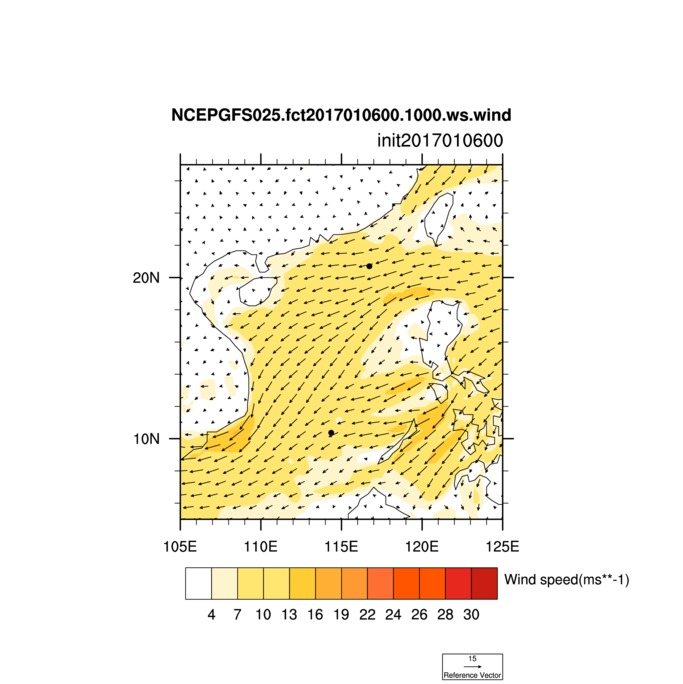 NCEPGFS025.fct2017010600.1000.ws.wind
init2017010600
20N
10N
105E 110E 115E 120E 125E
Wind speed(ms**-1)
4 7 10 13 16 19 22 24 26 28 30
15
Reference Vector